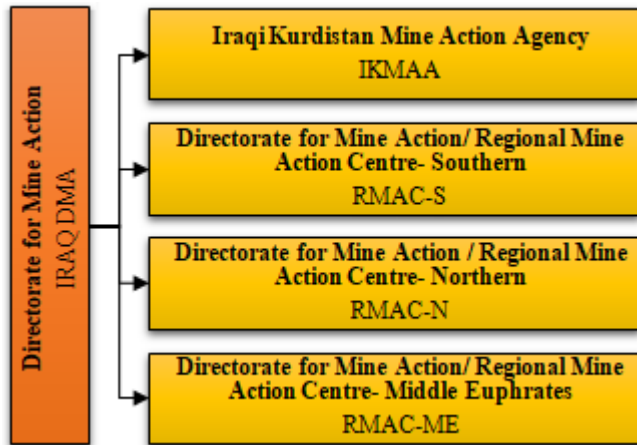 Directorate for Mine Action
IRAQ DMA
Iraqi Kurdistan Mine Action Agency
IKMAA
Directorate for Mine Action/ Regional Mine
Action Centre- Southern
RMAC-S
Directorate for Mine Action / Regional Mine
Action Centre- Northern
RMAC-N
Directorate for Mine Action/ Regional Mine
Action Centre- Middle Euphrates
RMAC-ME